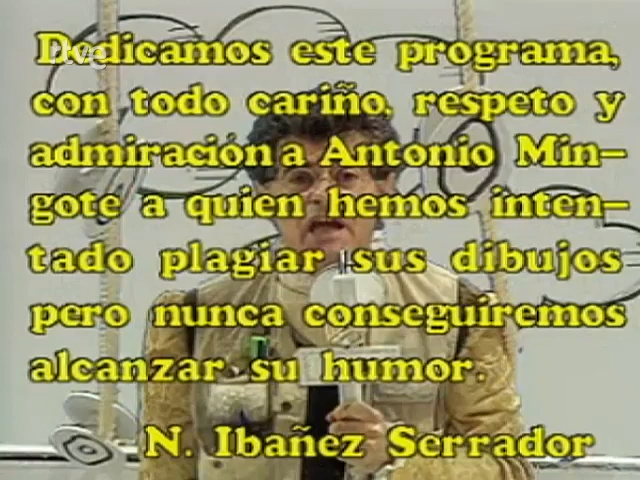 rtve
Dedicamos este programa,
con todo cariño, respeto y
admiración a Antonio Min-
gote a quien hemos inten-
tado plagiar sus dibujos
pero nunca conseguiremos
alcanzar su humor.
N. Ibañez Serrador